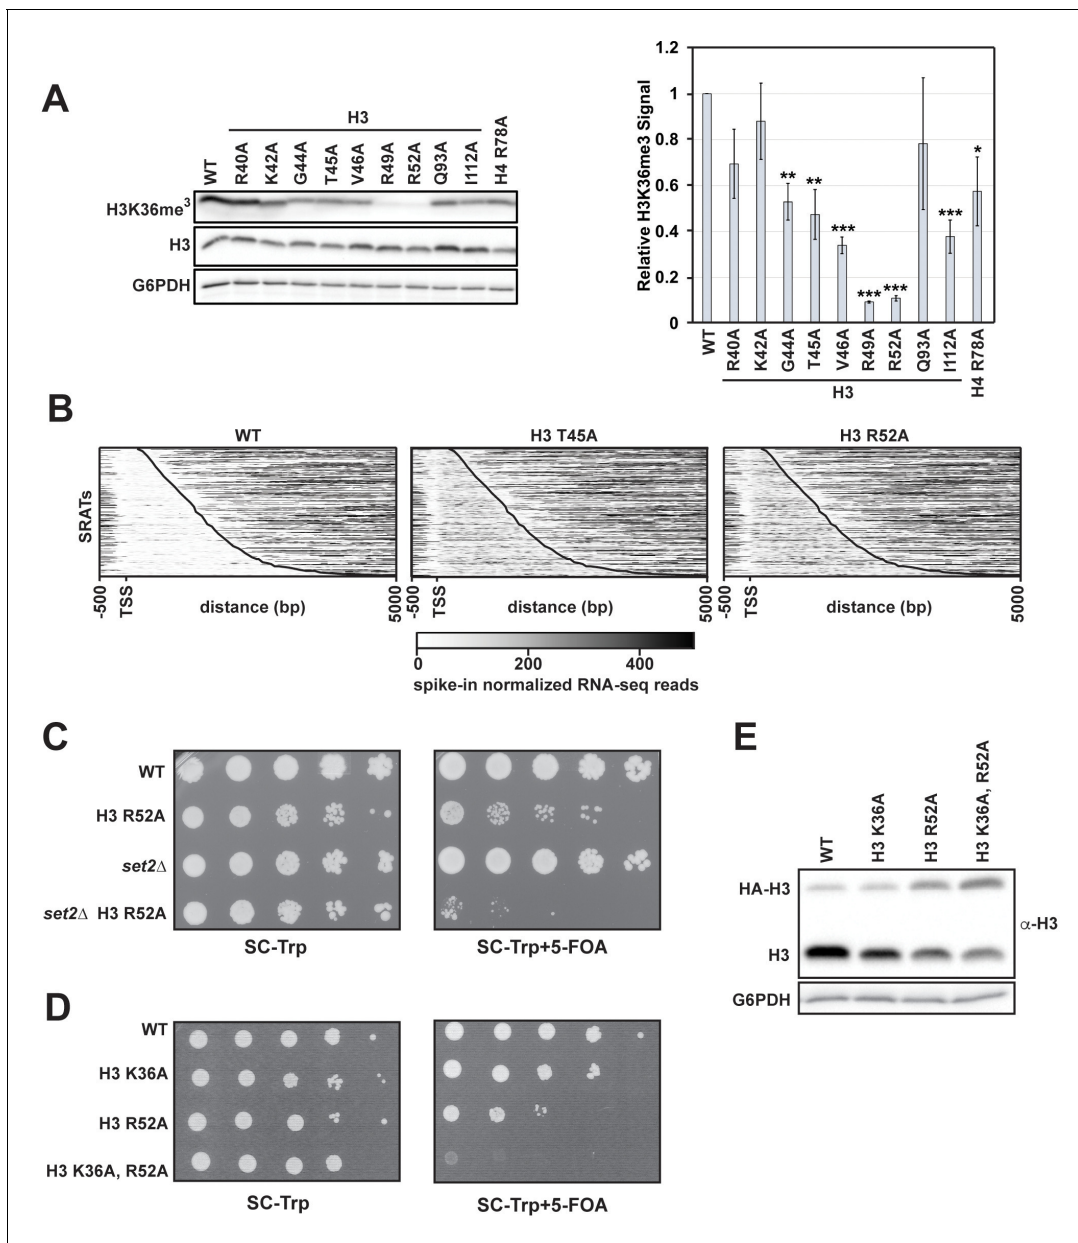 A
H3
WT
R40A
K42A
G44A
T45A
V46A
R49A
R52A
Q93A
I112A
H4 R78A
H3K36me3
H3
G6PDH
Relative H3K36me3 Signal
1.2
1
0.8
0.6
0.4
0.2
0
**
**
***
***
***
***
*
WT
R40A
K42A
G44A
T45A
V46A
R49A
R52A
Q93A
I112A
H4 R78A
H3
B
WT
H3 T45A
H3 R52A
SRATs
-500
TSS
distance (bp)
5000
-500
TSS
distance (bp)
5000
-500
TSS
distance (bp)
5000
0
200
400
spike-in normalized RNA-seq reads
C
WT
H3 R52A
set2Δ
set2Δ H3 R52A
SC-Trp
SC-Trp+5-FOA
D
WT
H3 K36A
H3 R52A
H3 K36A, R52A
SC-Trp
SC-Trp+5-FOA
E
WT
H3 K36A
H3 R52A
H3 K36A, R52A
HA-H3
H3
α-H3
G6PDH